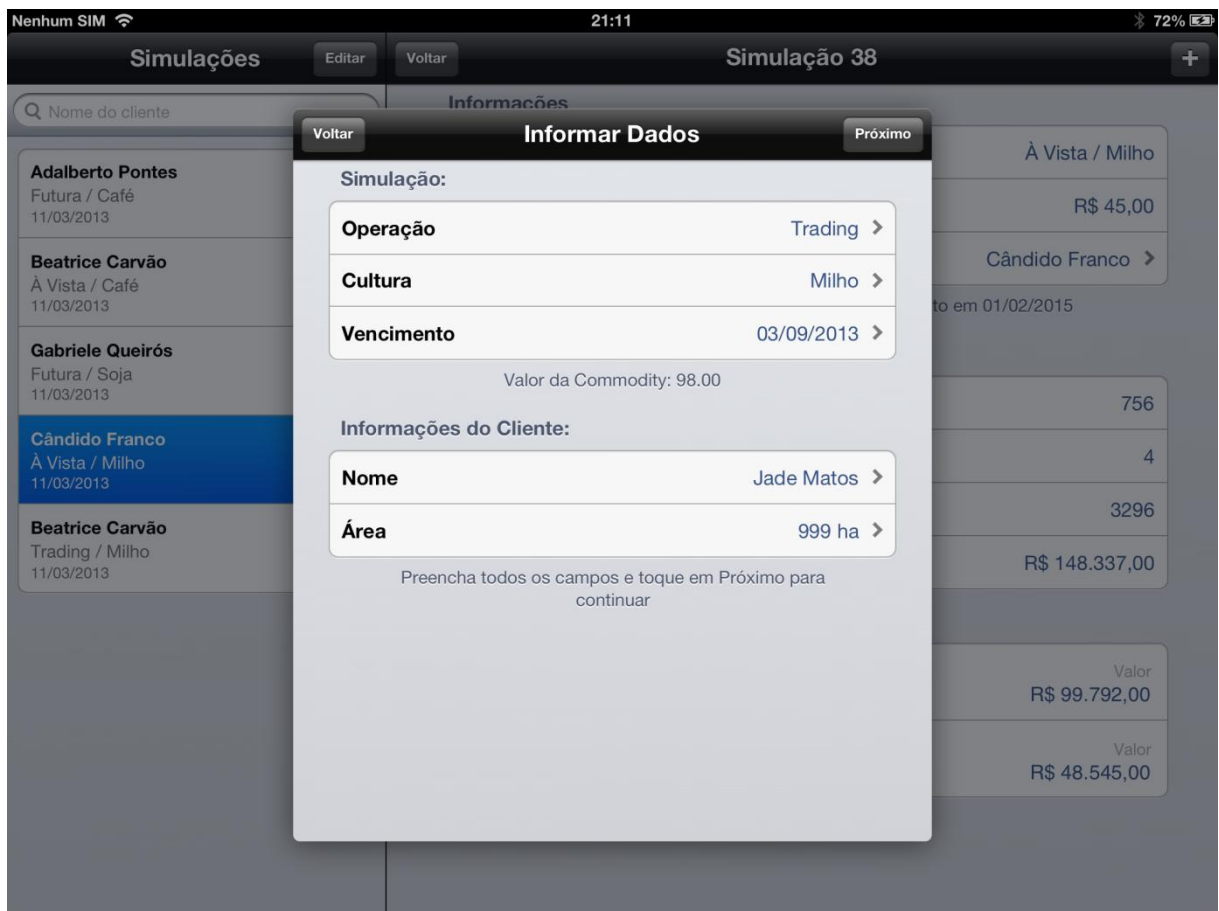 Nenhum SIM
21:11
72%
Simulações
Editar
Nome do cliente
Adalberto Pontes
Futura / Café
11/03/2013
Beatrice Carvão
À Vista / Café
11/03/2013
Gabriele Queirós
Futura / Soja
11/03/2013
Cândido Franco
À Vista / Milho
11/03/2013
Beatrice Carvão
Trading / Milho
11/03/2013
Voltar
Simulação 38
+
Informações
À Vista / Milho
R$ 45,00
Cândido Franco
to em 01/02/2015
756
4
3296
R$ 148.337,00
Valor
R$ 99.792,00
Valor
R$ 48.545,00
Voltar
Informar Dados
Próximo
Simulação:
Operação Trading
Cultura Milho
Vencimento 03/09/2013
Valor da Commodity: 98.00
Informações do Cliente:
Nome Jade Matos
Área 999 ha
Preencha todos os campos e toque em Próximo para
continuar